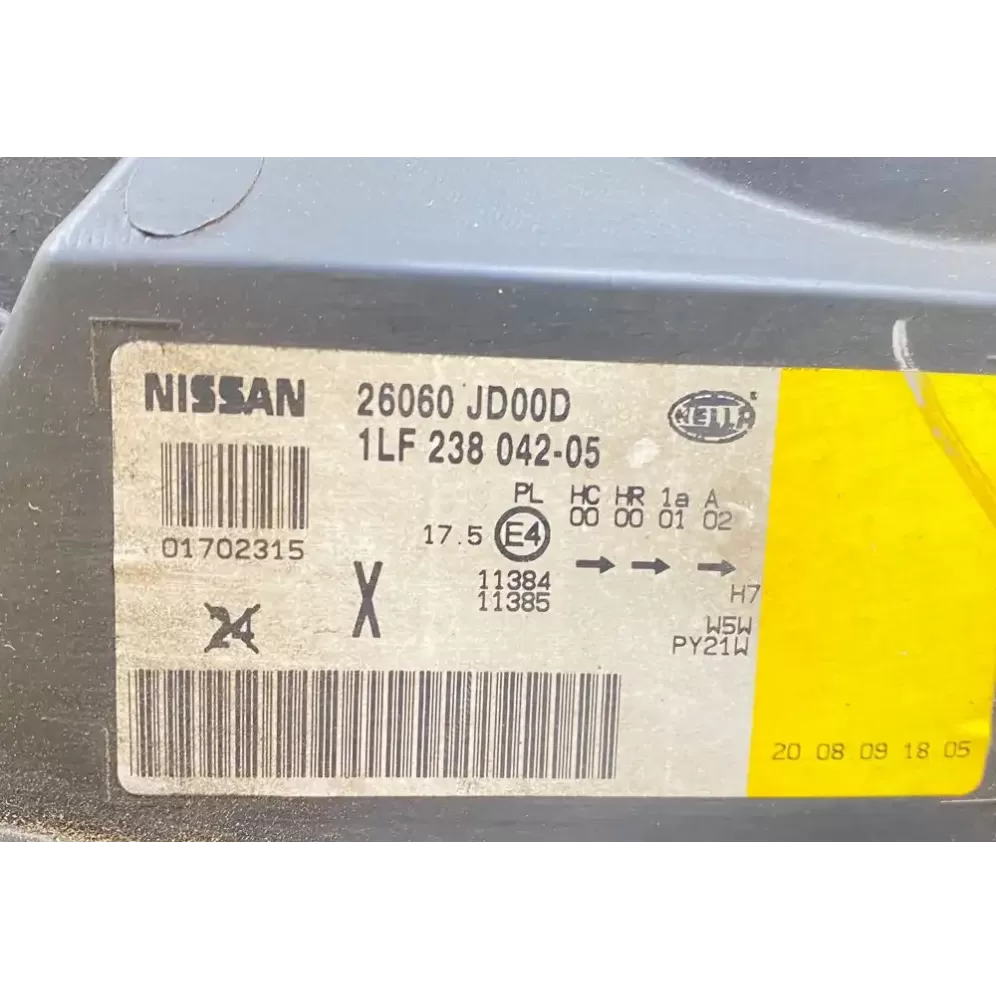 NISSAN 26060 JD00D HELLA
1LF 238 042-05
PL HC HR 1a A
00 00 01 02
17.5 E4
01702315
11384 → → →
11385 H7
24 X W5W
PY21W
20 08 09 18 05